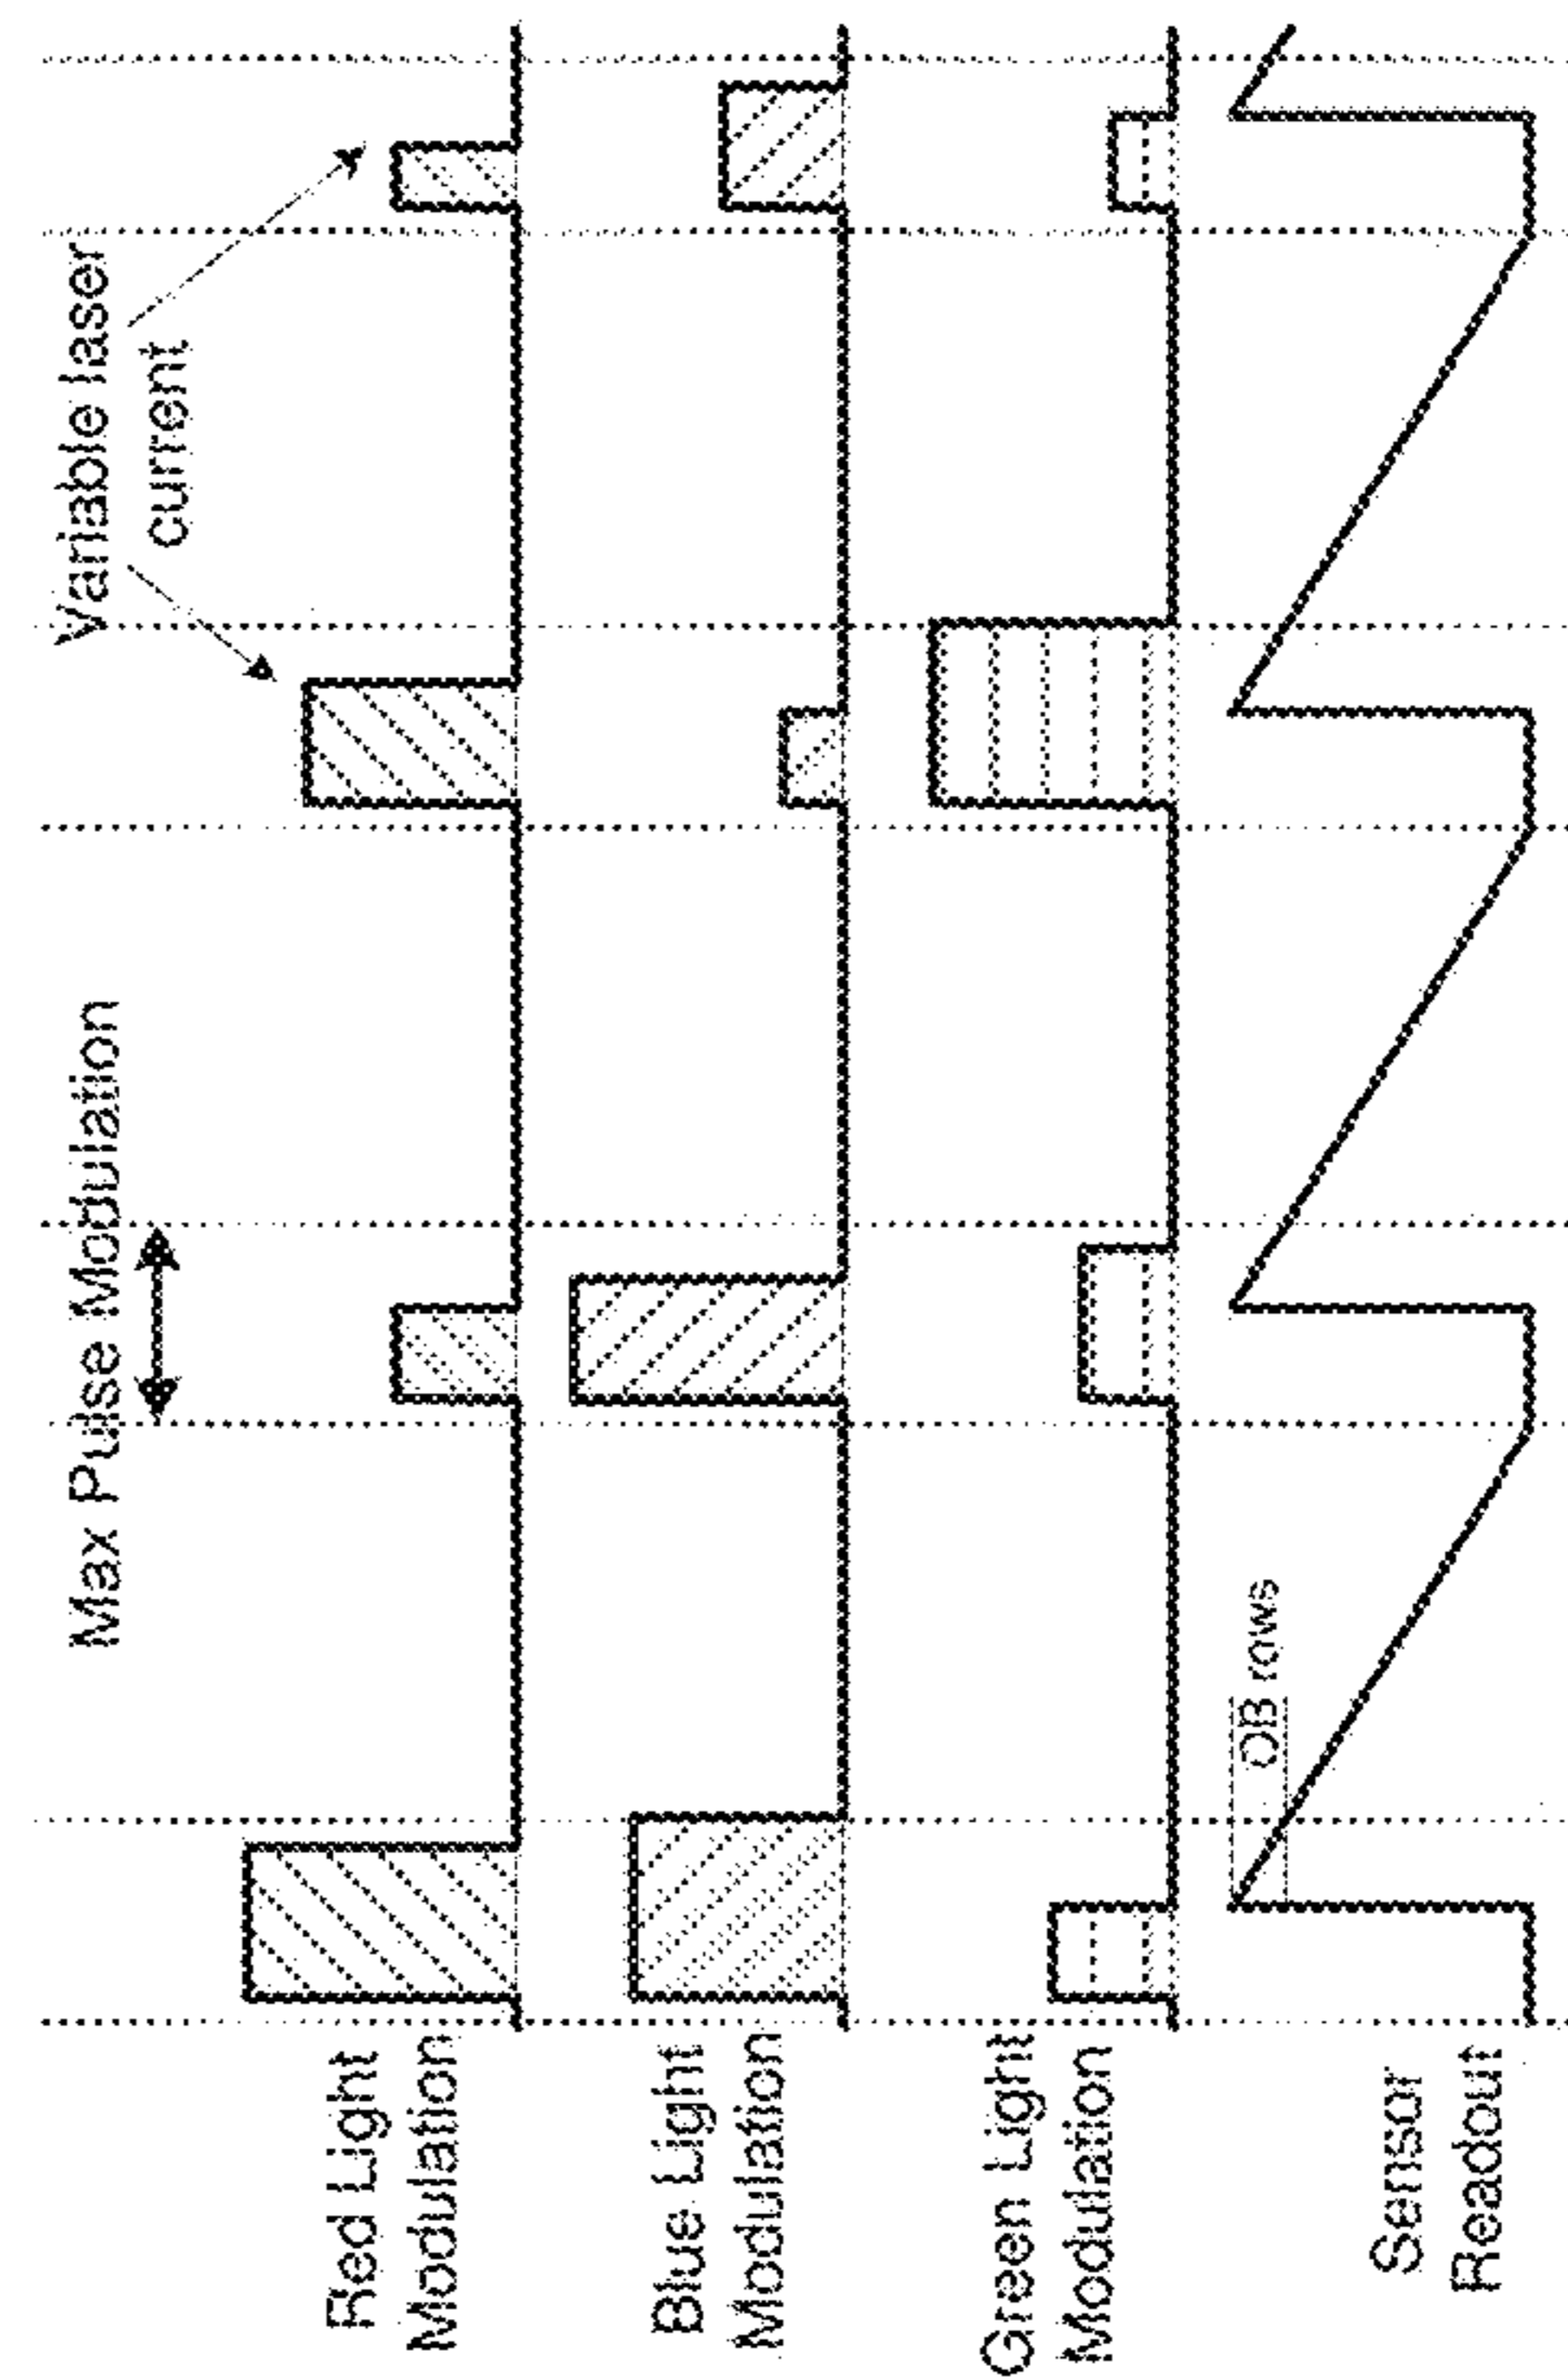 Max Pulse Modulation
Variable laser
current
Red Light
Modulation
Blue Light
Modulation
Green Light
Modulation
OB rows
Sensor
Readout